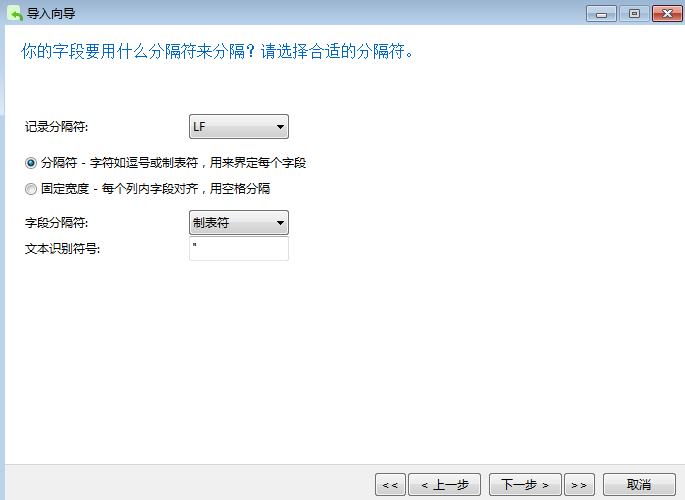 导入向导
你的字段要用什么分隔符来分隔？请选择合适的分隔符。
记录分隔符:
LF
分隔符 - 字符如逗号或制表符，用来界定每个字段
固定宽度 - 每个列内字段对齐，用空格分隔
字段分隔符:
制表符
文本识别符号:
"
<<
< 上一步
下一步 >
>>
取消